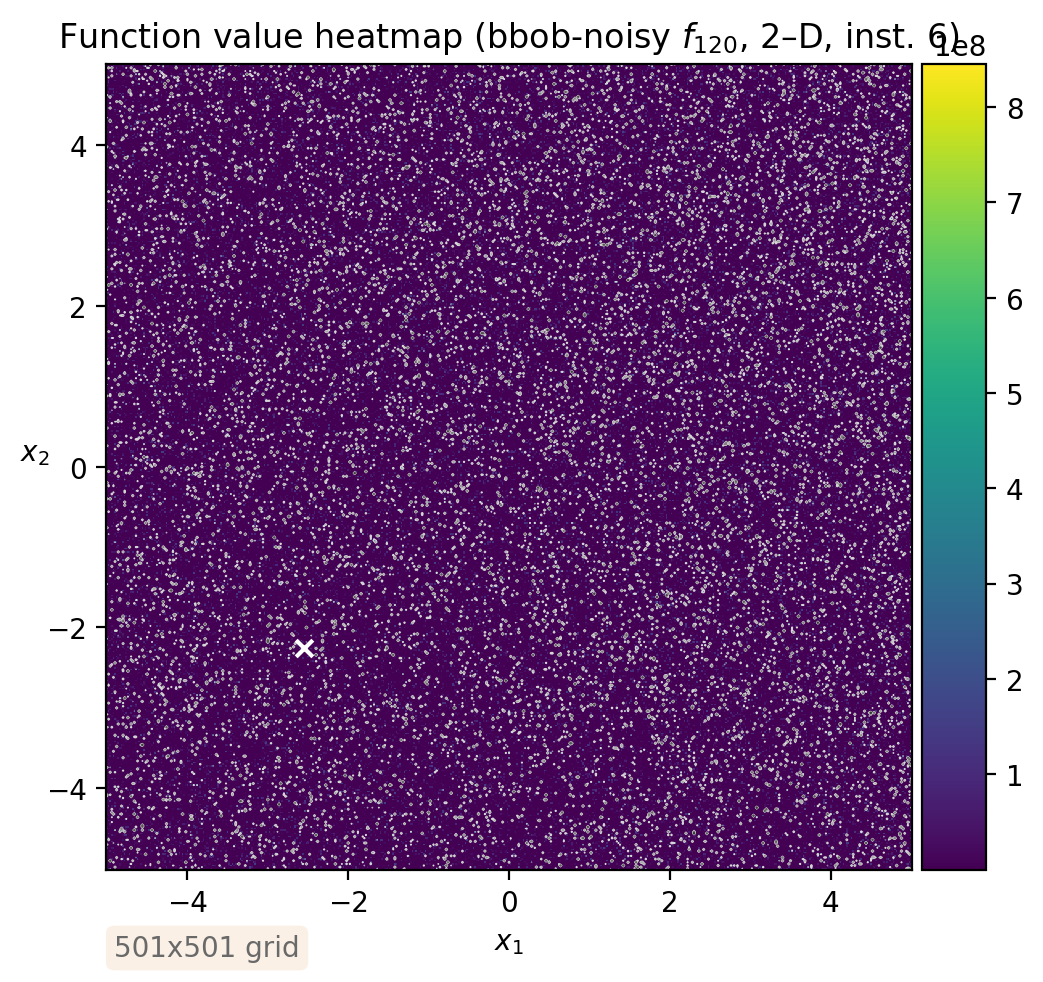 Function value heatmap (bbob-noisy f120, 2–D, inst. 6)
1e8
8
7
6
5
4
3
2
1
4
2
0
−2
−4
x2
−4 −2 0 2 4
x1
501x501 grid